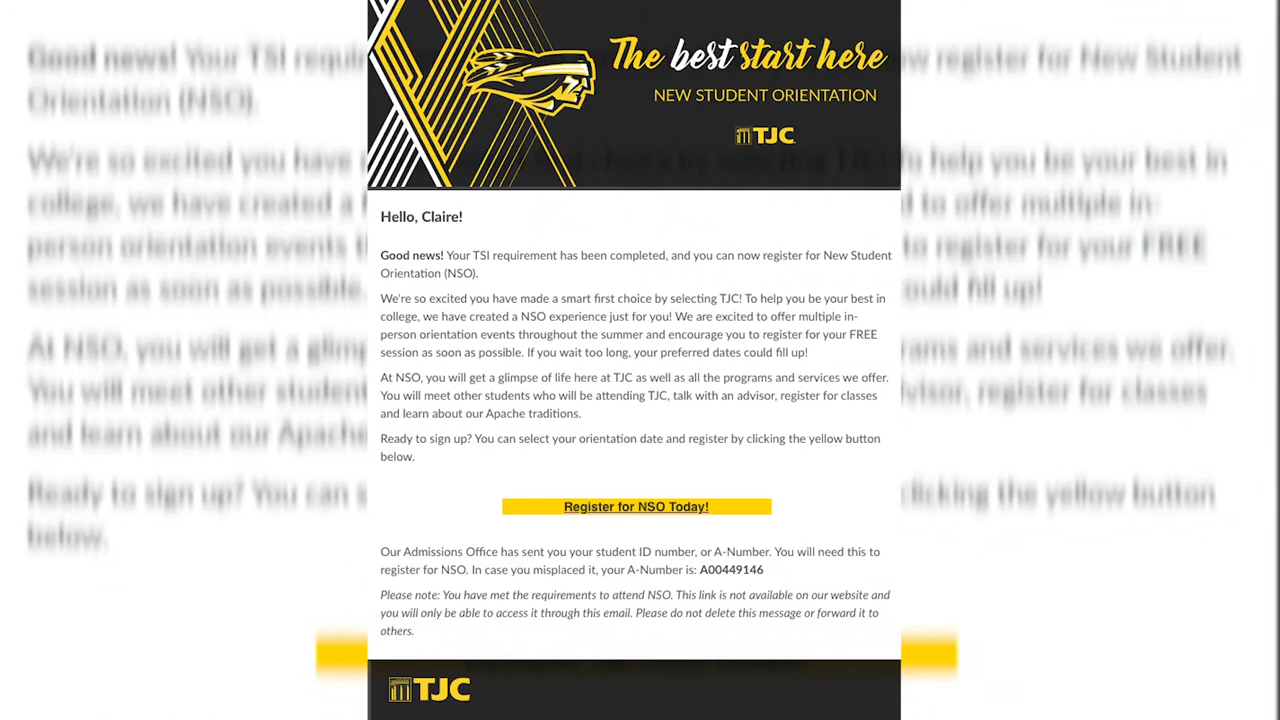 The best start here
NEW STUDENT ORIENTATION
TJC
Hello, Claire!
Good news! Your TSI requirement has been completed, and you can now register for New Student
Orientation (NSO).
We're so excited you have made a smart first choice by selecting TJC! To help you be your best in
college, we have created a NSO experience just for you! We are excited to offer multiple in-
person orientation events throughout the summer and encourage you to register for your FREE
session as soon as possible. If you wait too long, your preferred dates could fill up!
At NSO, you will get a glimpse of life here at TJC as well as all the programs and services we offer.
You will meet other students who will be attending TJC, talk with an advisor, register for classes
and learn about our Apache traditions.
Ready to sign up? You can select your orientation date and register by clicking the yellow button
below.
Register for NSO Today!
Our Admissions Office has sent you your student ID number, or A-Number. You will need this to
register for NSO. In case you misplaced it, your A-Number is: A00449146
Please note: You have met the requirements to attend NSO. This link is not available on our website and
you will only be able to access it through this email. Please do not delete this message or forward it to
others.
TJC